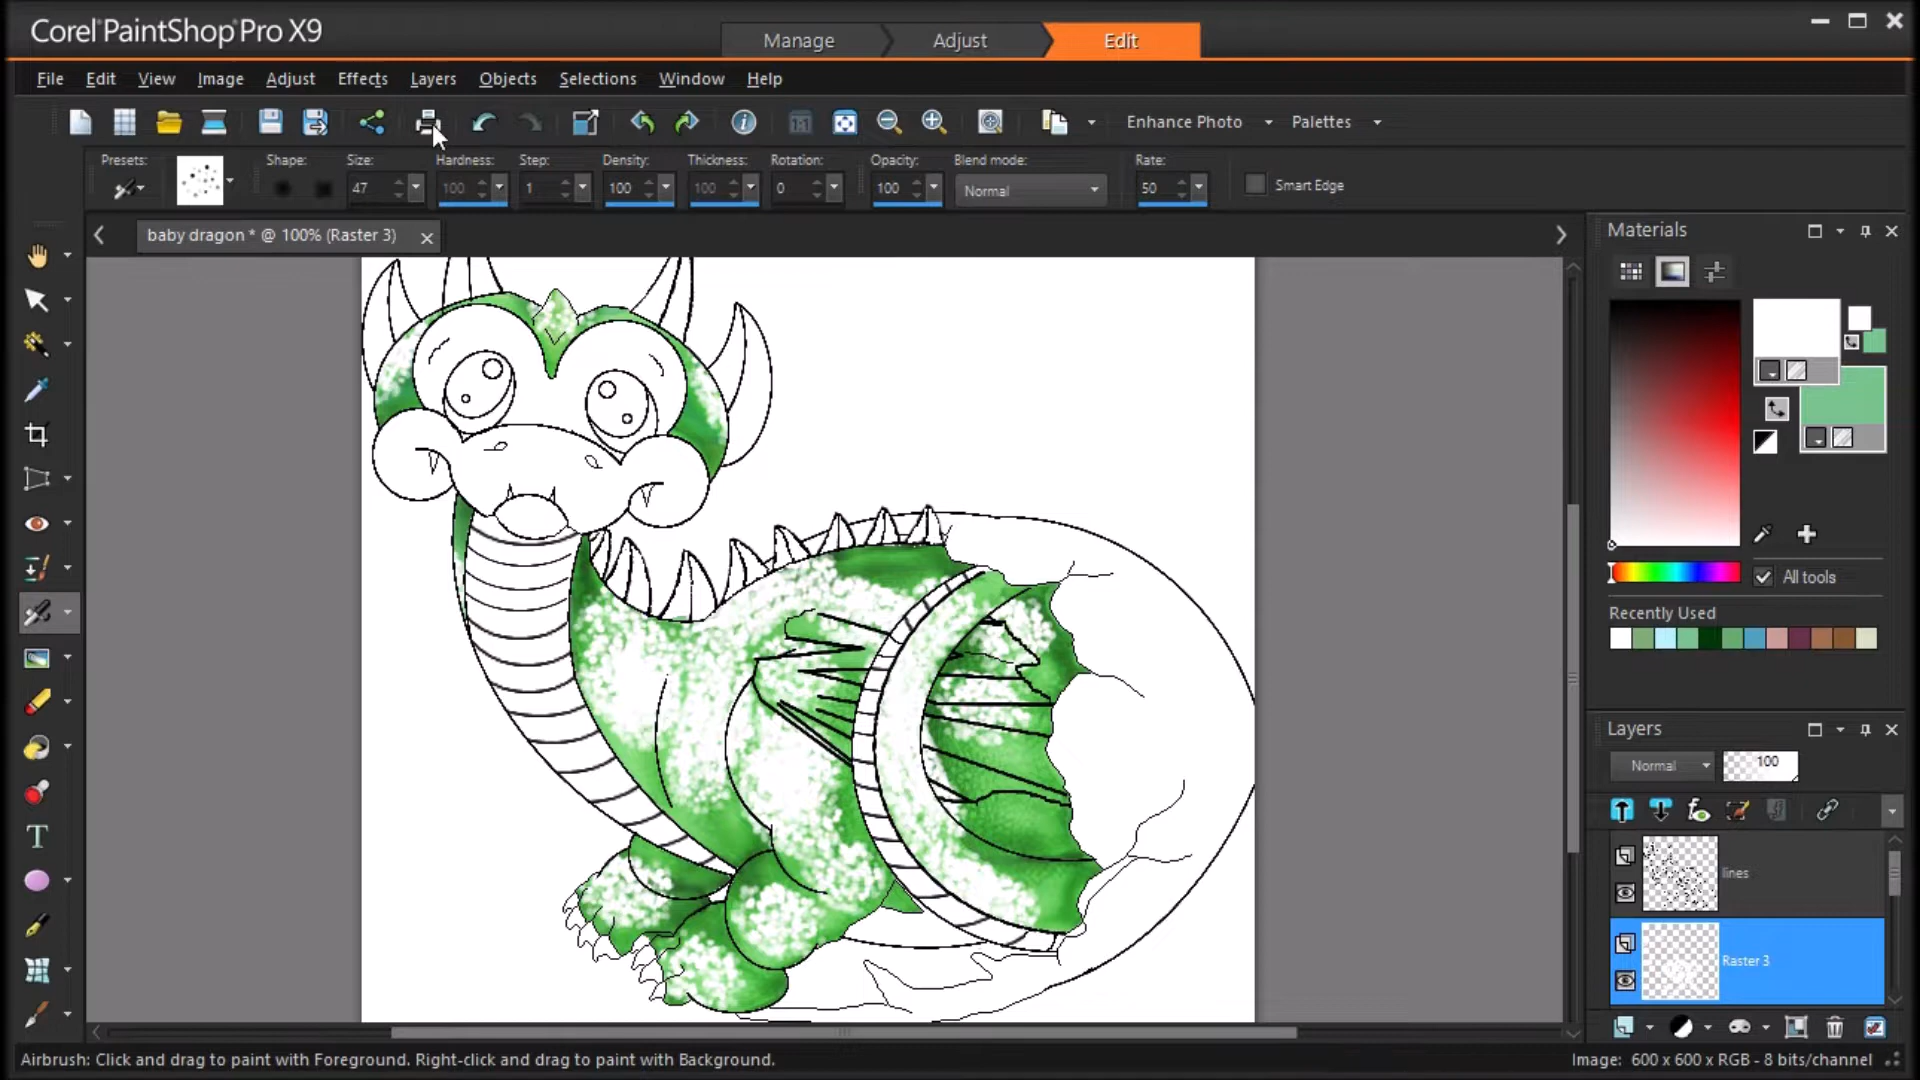 Corel PaintShop Pro X9
Manage Adjust Edit
File Edit View Image Adjust Effects Layers Objects Selections Window Help
Enhance Photo Palettes
Presets: Shape: Size: Hardness: Step: Density: Thickness: Rotation: Opacity: Blend mode: Rate:
47 100 1 100 100 0 100 Normal 50 Smart Edge
baby dragon * @ 100% (Raster 3)
Materials
All tools
Recently Used
Layers
Normal 100
lines
Raster 3
Airbrush: Click and drag to paint with Foreground. Right-click and drag to paint with Background.
Image: 600 x 600 x RGB - 8 bits/channel